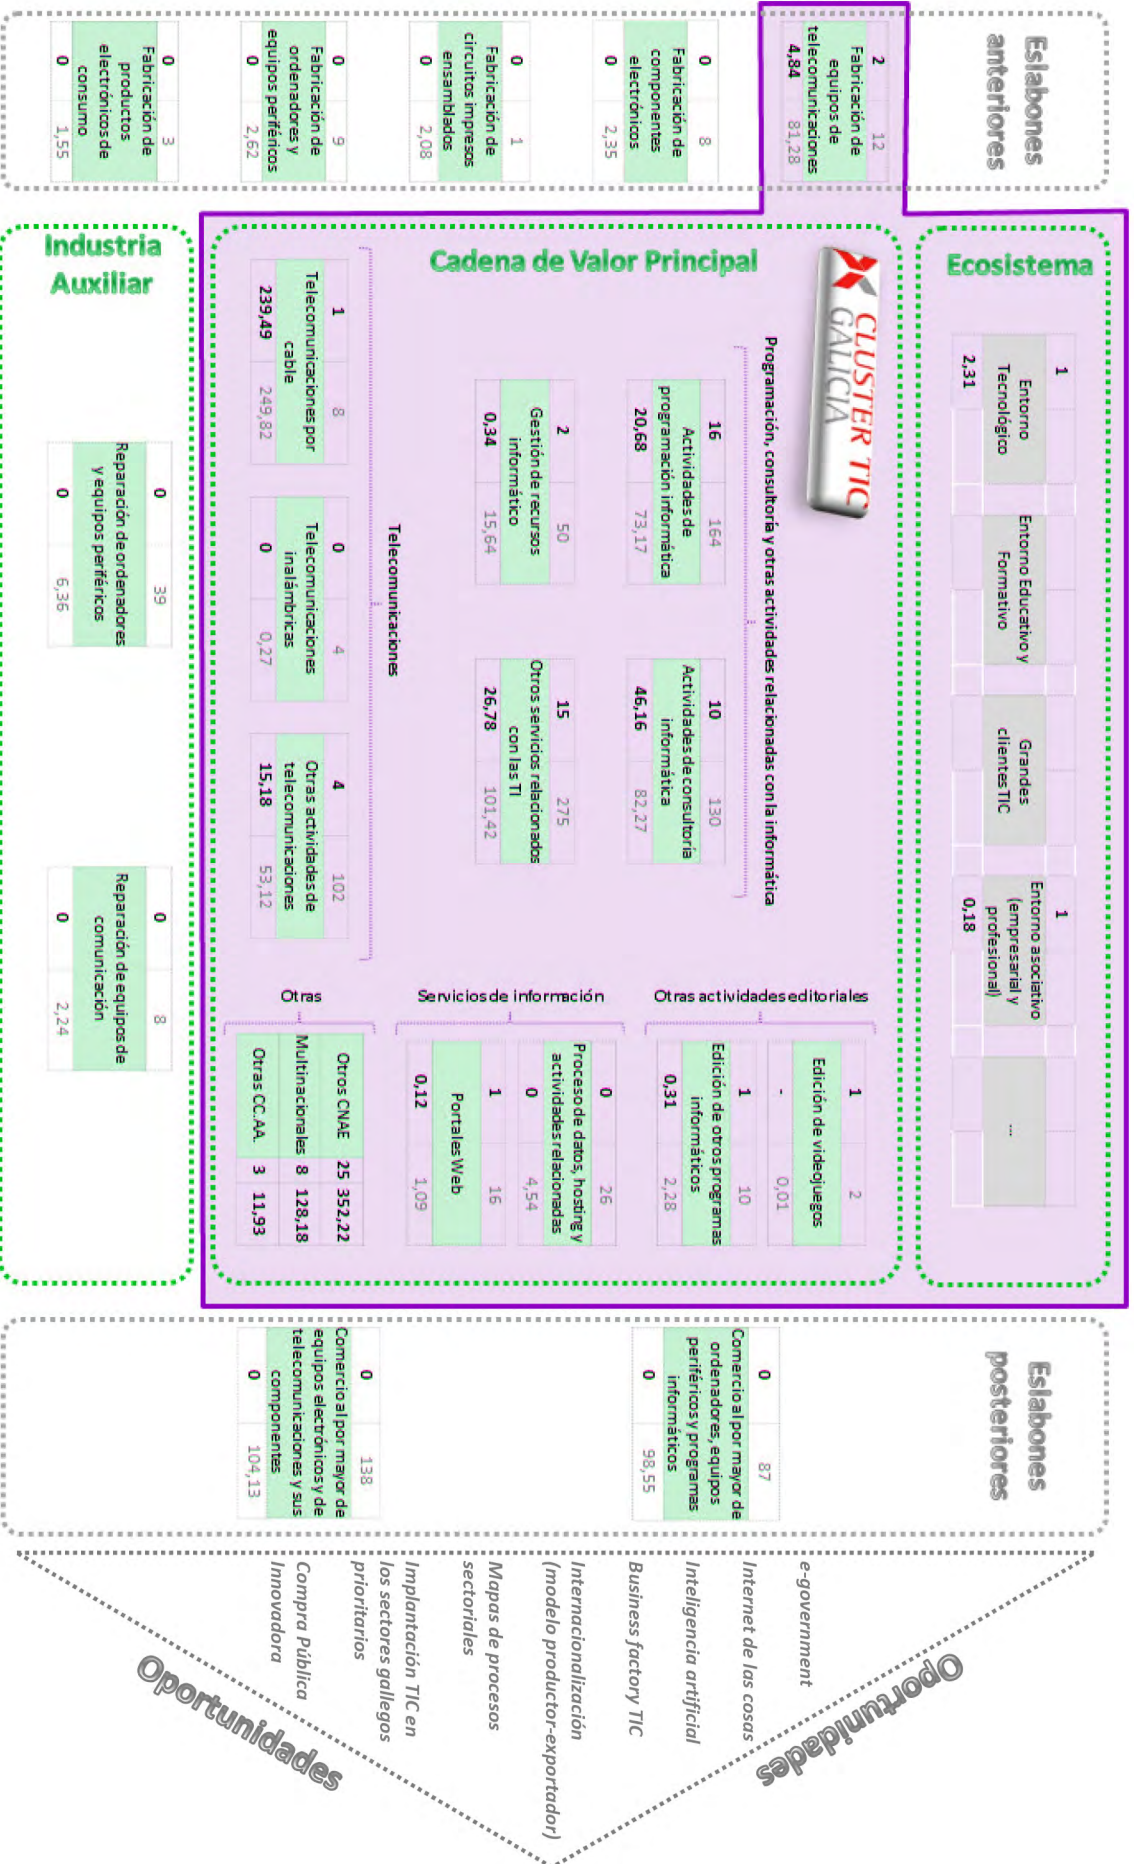 Eslabones
anteriores
2 12
Fabricación de
equipos de
telecomunicaciones
4,84 81,28
0 8
Fabricación de
componentes
electrónicos
0 2,35
0 1
Fabricación de
circuitos impresos
ensamblados
0 2,08
0 9
Fabricación de
ordenadores y
equipos periféricos
0 2,62
0 3
Fabricación de
productos
electrónicos de
consumo
0 1,55
Ecosistema
1
Entorno
Tecnológico
2,31
Entorno Educativo y
Formativo
Grandes
clientes TIC
1
Entorno asociativo
(empresarial y
profesional)
0,18
...
CLUSTER TIC
GALICIA
Cadena de Valor Principal
Programación, consultoría y otras actividades relacionadas con la informática
16 164
Actividades de
programación informática
20,68 73,17
10 130
Actividades de consultoría
informática
46,16 82,27
2 50
Gestión de recursos
informático
0,34 15,64
15 275
Otros servicios relacionados
con las TI
26,78 101,42
Telecomunicaciones
1 8
Telecomunicaciones por
cable
239,49 249,82
0 4
Telecomunicaciones
inalámbricas
0 0,27
4 102
Otras actividades de
telecomunicaciones
15,18 53,12
Otras actividades editoriales
1 2
Edición de videojuegos
- 0,01
1 10
Edición de otros programas
informáticos
0,31 2,28
Servicios de información
0 26
Proceso de datos, hosting y
actividades relacionadas
0 4,54
1 16
Portales Web
0,12 1,09
Otras
Otros CNAE 25 352,22
Multinacionales 8 128,18
Otras CC.AA. 3 11,93
Industria
Auxiliar
0 39
Reparación de ordenadores
y equipos periféricos
0 6,36
0 8
Reparación de equipos de
comunicación
0 2,24
Eslabones
posteriores
0 87
Comercio al por mayor de
ordenadores, equipos
periféricos y programas
informáticos
0 98,55
0 138
Comercio al por mayor de
equipos electrónicos y de
telecomunicaciones y sus
componentes
0 104,13
Oportunidades
e-government
Internet de las cosas
Inteligencia artificial
Business factory TIC
Internacionalización
(modelo productor-exportador)
Mapas de procesos
sectoriales
Implantación TIC en
los sectores gallegos
prioritarios
Compra Pública
Innovadora
Oportunidades